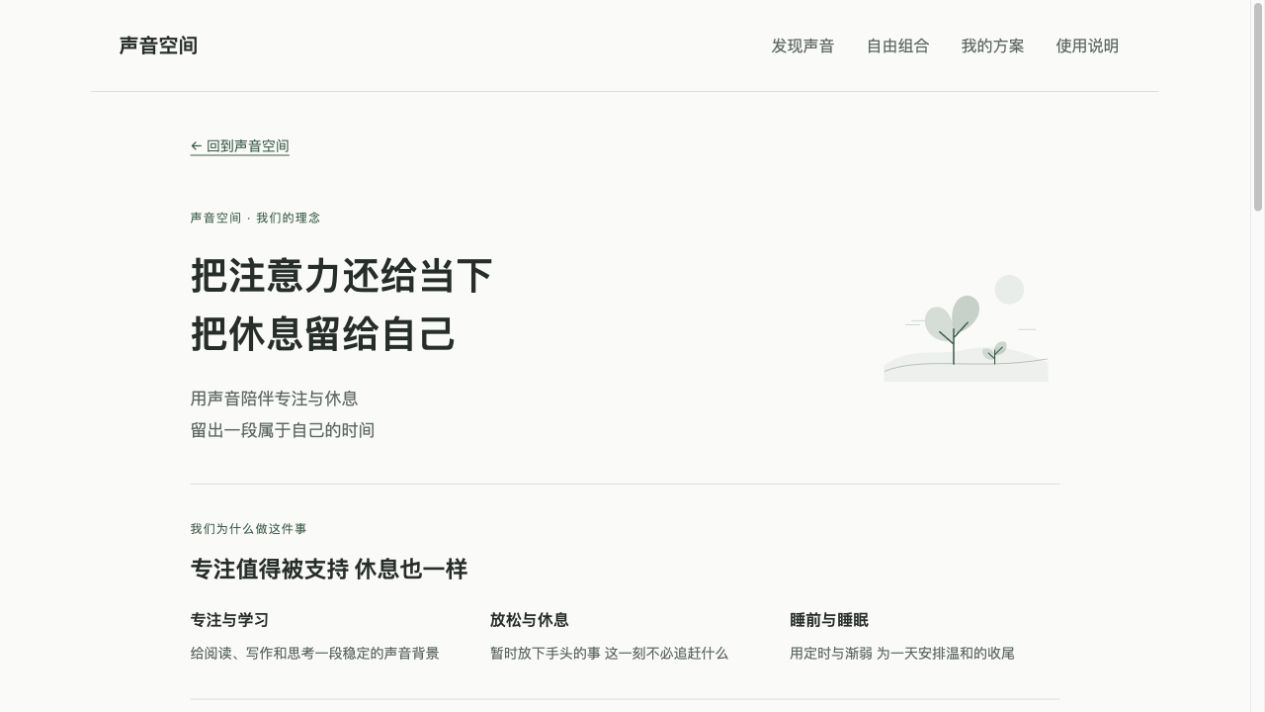 声音空间
发现声音 自由组合 我的方案 使用说明
← 回到声音空间
声音空间 · 我们的理念
把注意力还给当下
把休息留给自己
用声音陪伴专注与休息
留出一段属于自己的时间
我们为什么做这件事
专注值得被支持 休息也一样
专注与学习
给阅读、写作和思考一段稳定的声音背景
放松与休息
暂时放下手头的事 这一刻不必追赶什么
睡前与睡眠
用定时与渐弱 为一天安排温和的收尾